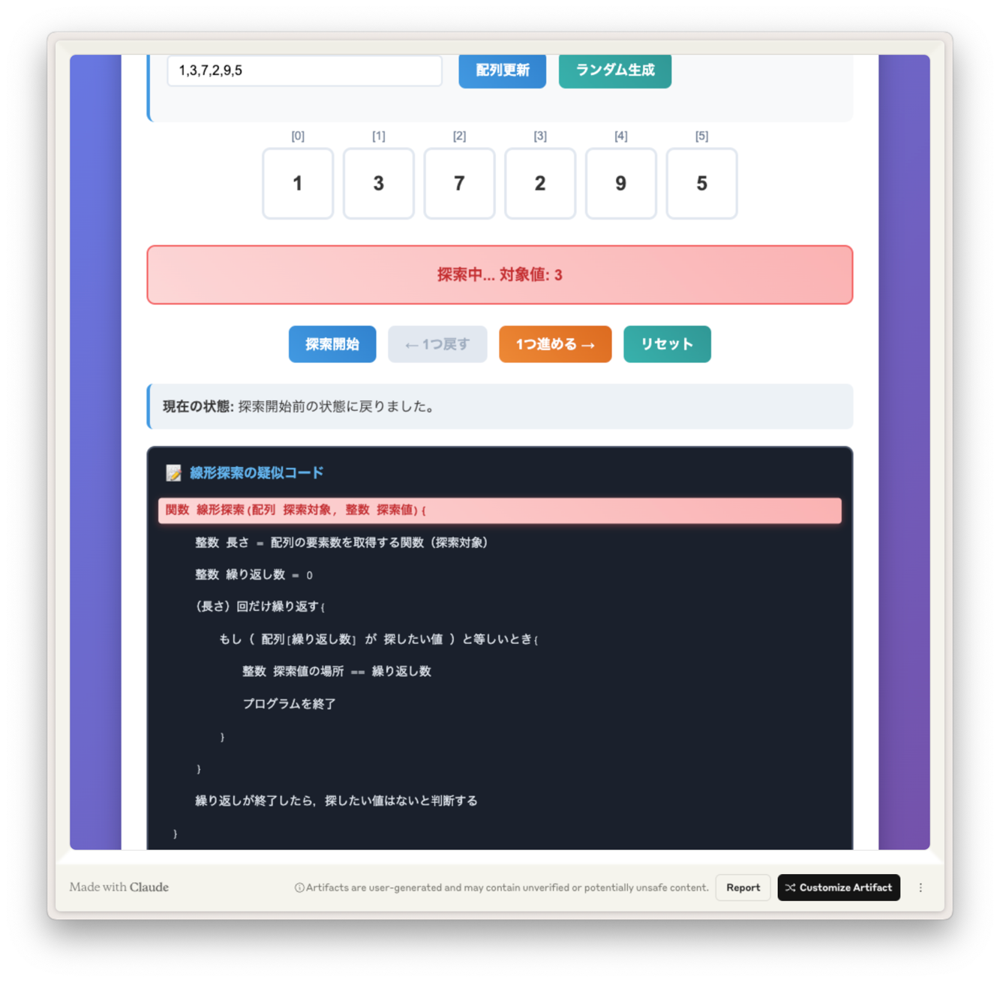 1,3,7,2,9,5
配列更新
ランダム生成
[0] [1] [2] [3] [4] [5]
1 3 7 2 9 5
探索中... 対象値: 3
探索開始
← 1つ戻す
1つ進める →
リセット
現在の状態: 探索開始前の状態に戻りました。
📝 線形探索の疑似コード
関数 線形探索(配列 探索対象, 整数 探索値){
整数 長さ = 配列の要素数を取得する関数（探索対象）
整数 繰り返し数 = 0
（長さ）回だけ繰り返す{
もし（ 配列[繰り返し数] が 探したい値 ）と等しいとき{
整数 探索値の場所 == 繰り返し数
プログラムを終了
}
}
繰り返しが終了したら，探したい値はないと判断する
}
Made with Claude
Artifacts are user-generated and may contain unverified or potentially unsafe content.
Report
Customize Artifact